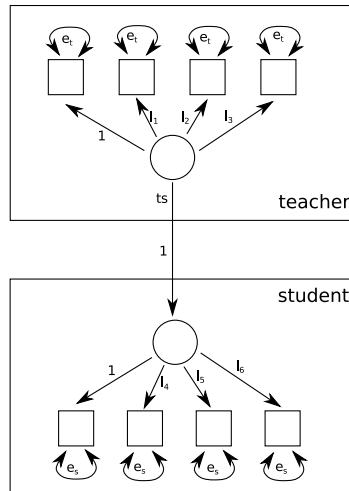 e_t e_t e_t e_t
1 l_1 l_2 l_3
ts
teacher
1
student
1 l_4 l_5 l_6
e_s e_s e_s e_s